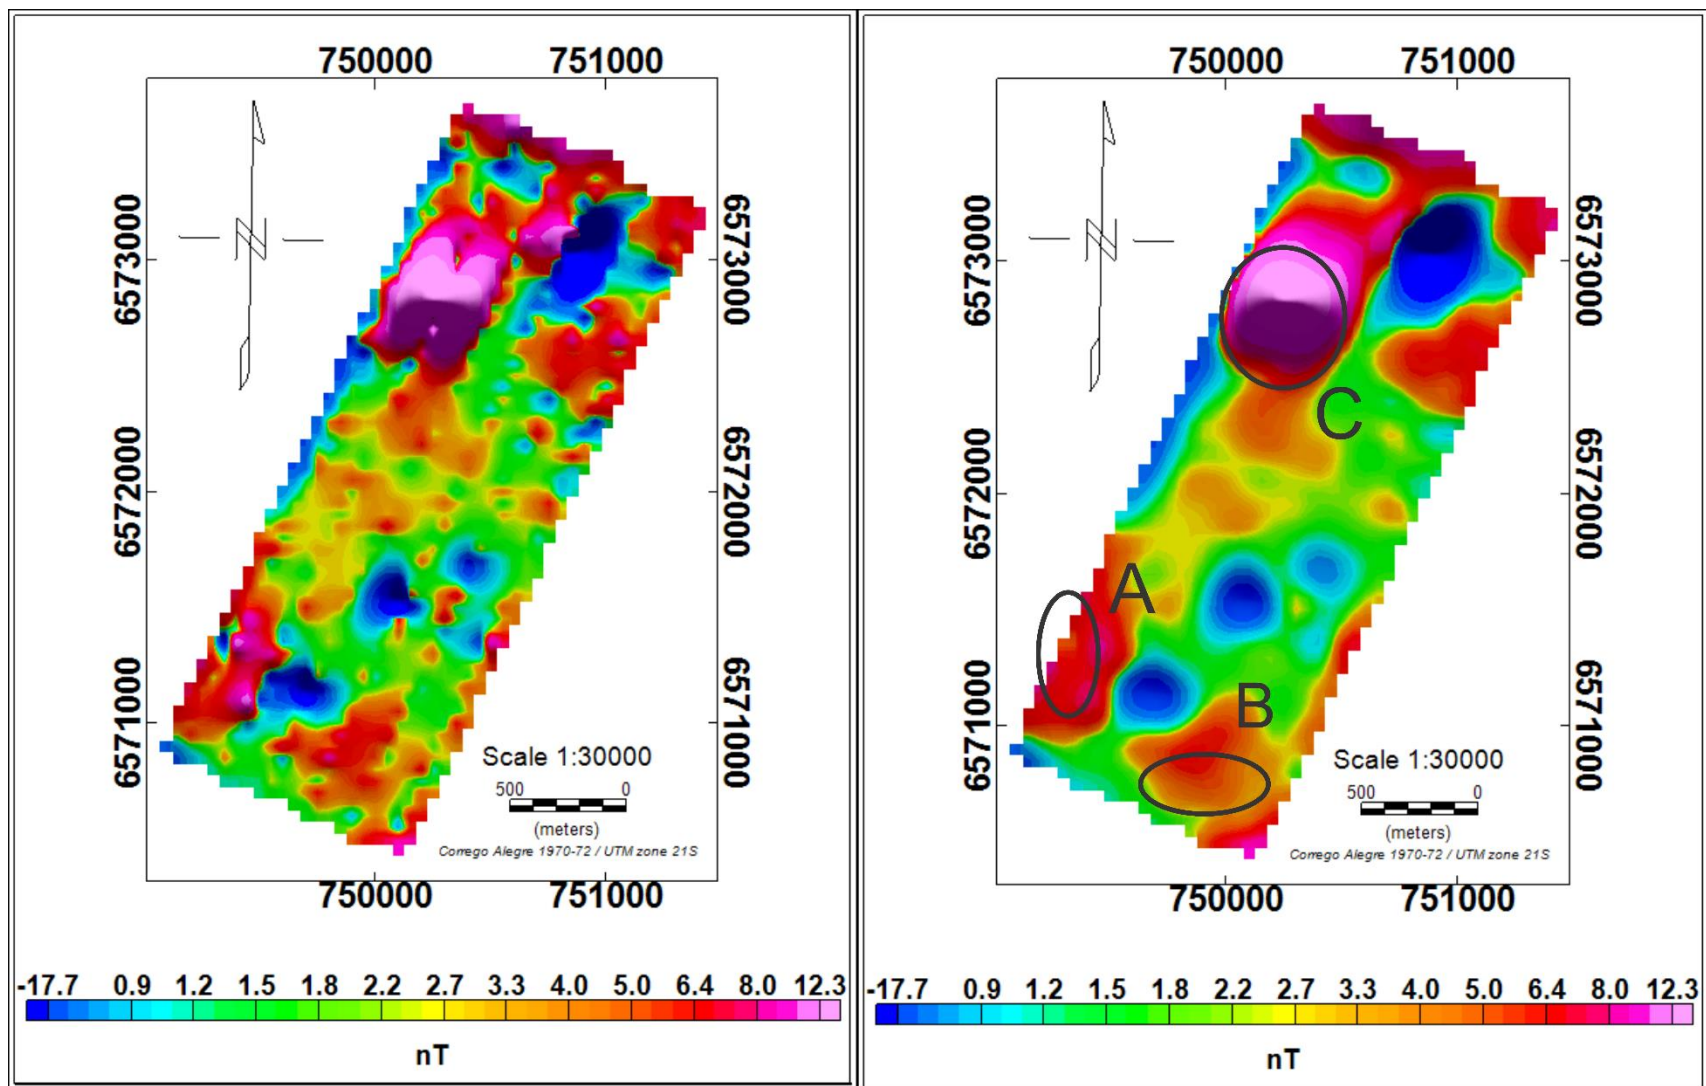 750000 751000
6573000
6573000
6572000
6572000
6571000
6571000
N
Scale 1:30000
500 0
(meters)
Corrego Alegre 1970-72 / UTM zone 21S
750000 751000
-17.7 0.9 1.2 1.5 1.8 2.2 2.7 3.3 4.0 5.0 6.4 8.0 12.3
nT
750000 751000
6573000
6573000
N
C
6572000
6572000
A
B
6571000
6571000
Scale 1:30000
500 0
(meters)
Corrego Alegre 1970-72 / UTM zone 21S
750000 751000
-17.7 0.9 1.2 1.5 1.8 2.2 2.7 3.3 4.0 5.0 6.4 8.0 12.3
nT